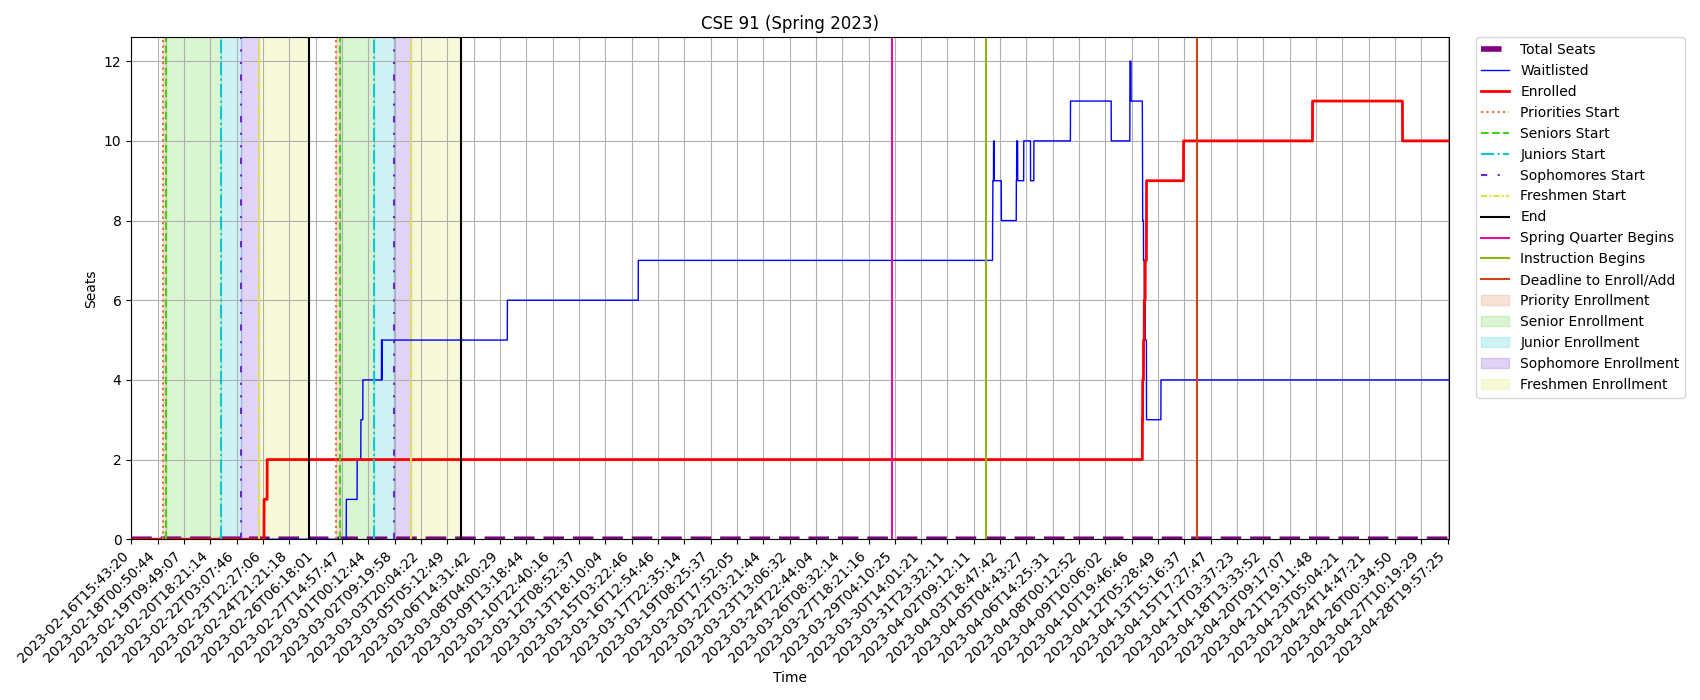 CSE 91 (Spring 2023)
Seats
12
10
8
6
4
2
0
2023-02-16T15:43:20
2023-02-18T00:50:44
2023-02-19T09:49:07
2023-02-20T18:21:14
2023-02-22T03:07:46
2023-02-23T12:27:06
2023-02-24T21:21:18
2023-02-26T06:18:01
2023-02-27T14:57:47
2023-03-01T00:12:44
2023-03-02T09:19:58
2023-03-03T20:04:22
2023-03-05T05:12:49
2023-03-06T14:31:42
2023-03-08T04:00:29
2023-03-09T13:18:44
2023-03-10T22:40:16
2023-03-12T08:52:37
2023-03-13T18:10:04
2023-03-15T03:22:46
2023-03-16T12:54:46
2023-03-17T22:35:14
2023-03-19T08:25:37
2023-03-20T17:52:05
2023-03-22T03:21:44
2023-03-23T13:06:32
2023-03-24T22:44:04
2023-03-26T08:32:14
2023-03-27T18:21:16
2023-03-29T04:10:25
2023-03-30T14:01:21
2023-03-31T23:32:11
2023-04-02T09:12:11
2023-04-03T18:47:42
2023-04-05T04:43:27
2023-04-06T14:25:31
2023-04-08T00:12:52
2023-04-09T10:06:02
2023-04-10T19:46:46
2023-04-12T05:28:49
2023-04-13T15:16:37
2023-04-15T17:27:47
2023-04-17T03:37:23
2023-04-18T13:33:52
2023-04-20T09:17:07
2023-04-21T19:11:48
2023-04-23T05:04:21
2023-04-24T14:47:21
2023-04-26T00:34:50
2023-04-27T10:19:29
2023-04-28T19:57:25
Time
Total Seats
Waitlisted
Enrolled
Priorities Start
Seniors Start
Juniors Start
Sophomores Start
Freshmen Start
End
Spring Quarter Begins
Instruction Begins
Deadline to Enroll/Add
Priority Enrollment
Senior Enrollment
Junior Enrollment
Sophomore Enrollment
Freshmen Enrollment